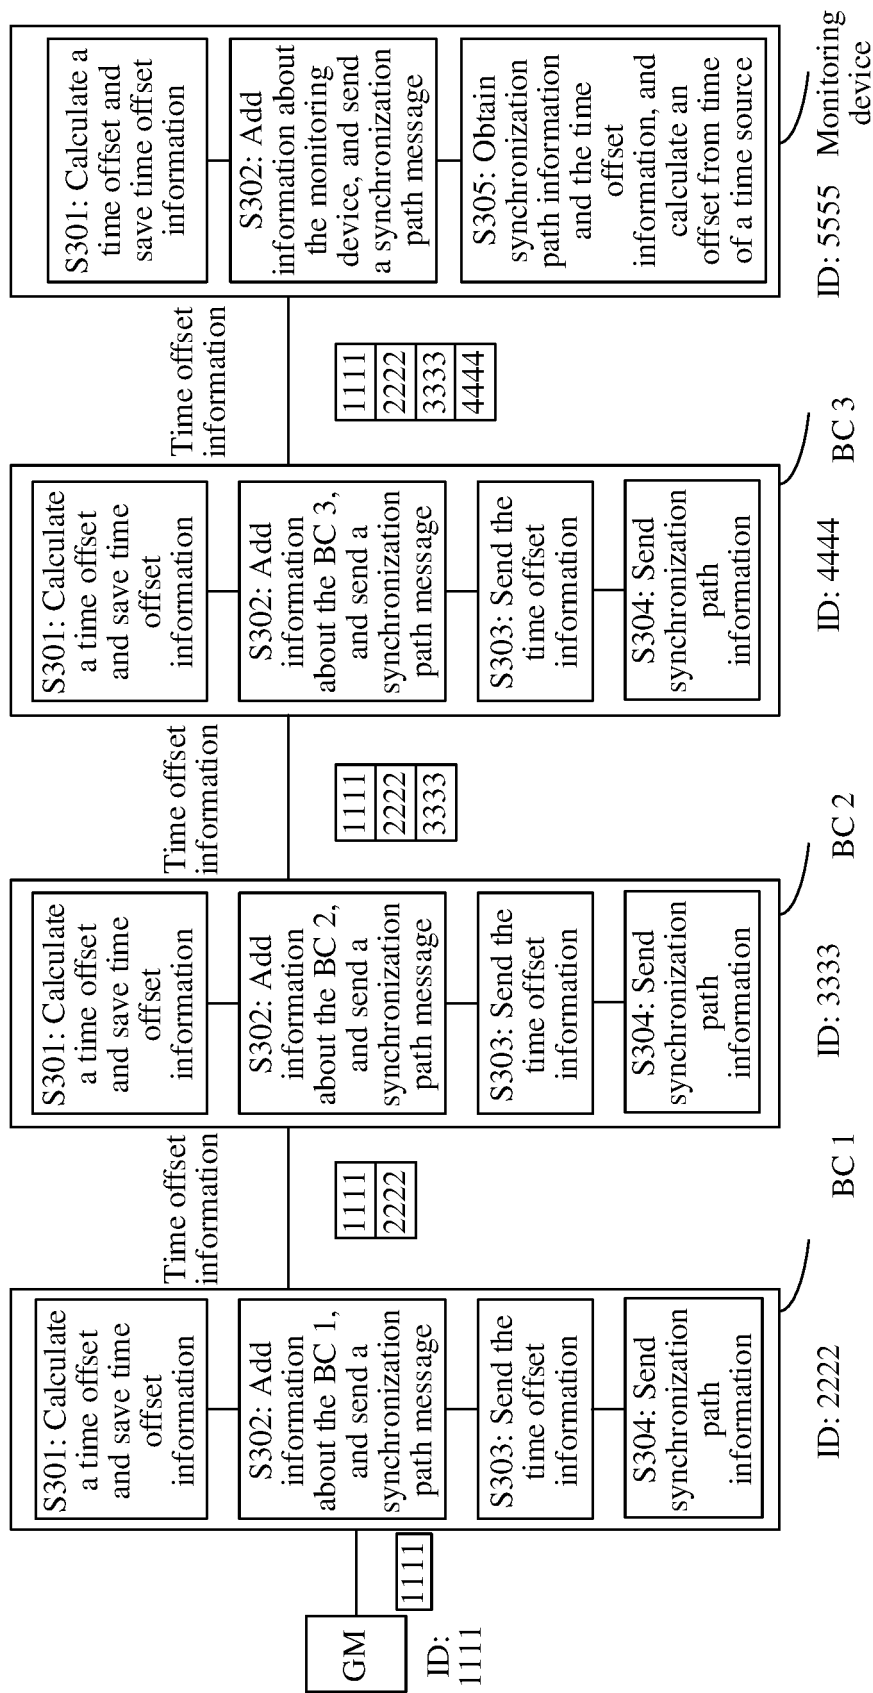 GM
ID:
1111
1111
S301: Calculate
a time offset
and save time
offset
information
S302: Add
information
about the BC 1,
and send a
synchronization
path message
S303: Send the
time offset
information
S304: Send
synchronization
path
information
ID: 2222
BC 1
Time offset
information
1111
2222
S301: Calculate
a time offset
and save time
offset
information
S302: Add
information
about the BC 2,
and send a
synchronization
path message
S303: Send the
time offset
information
S304: Send
synchronization
path
information
ID: 3333
BC 2
Time offset
information
1111
2222
3333
S301: Calculate
a time offset
and save time
offset
information
S302: Add
information
about the BC 3,
and send a
synchronization
path message
S303: Send the
time offset
information
S304: Send
synchronization
path
information
ID: 4444
BC 3
Time offset
information
1111
2222
3333
4444
S301: Calculate a
time offset and
save time offset
information
S302: Add
information about
the monitoring
device, and send
a synchronization
path message
S305: Obtain
synchronization
path information
and the time
offset
information, and
calculate an
offset from time
of a time source
ID: 5555
Monitoring
device